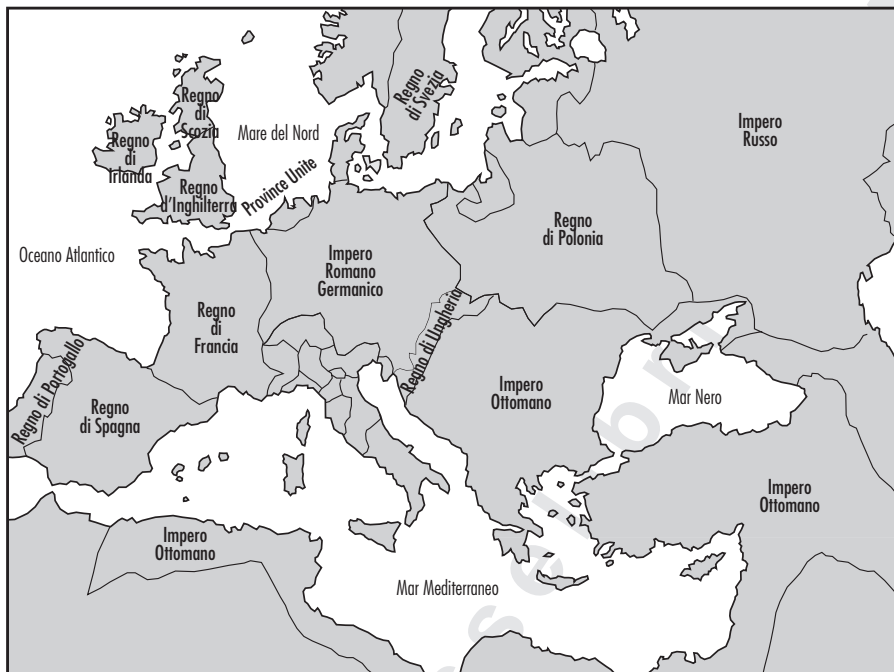 Regno
di Svezia
Regno
di
Scozia
Impero
Russo
Mare del Nord
Regno
di
Irlanda
Province Unite
Regno
d'Inghilterra
Regno
di Polonia
Oceano Atlantico
Impero
Romano
Germanico
Regno
di
Francia
Regno di Ungheria
Regno di Portogallo
Regno
di Spagna
Impero
Ottomano
Mar Nero
Impero
Ottomano
Impero
Ottomano
Mar Mediterraneo